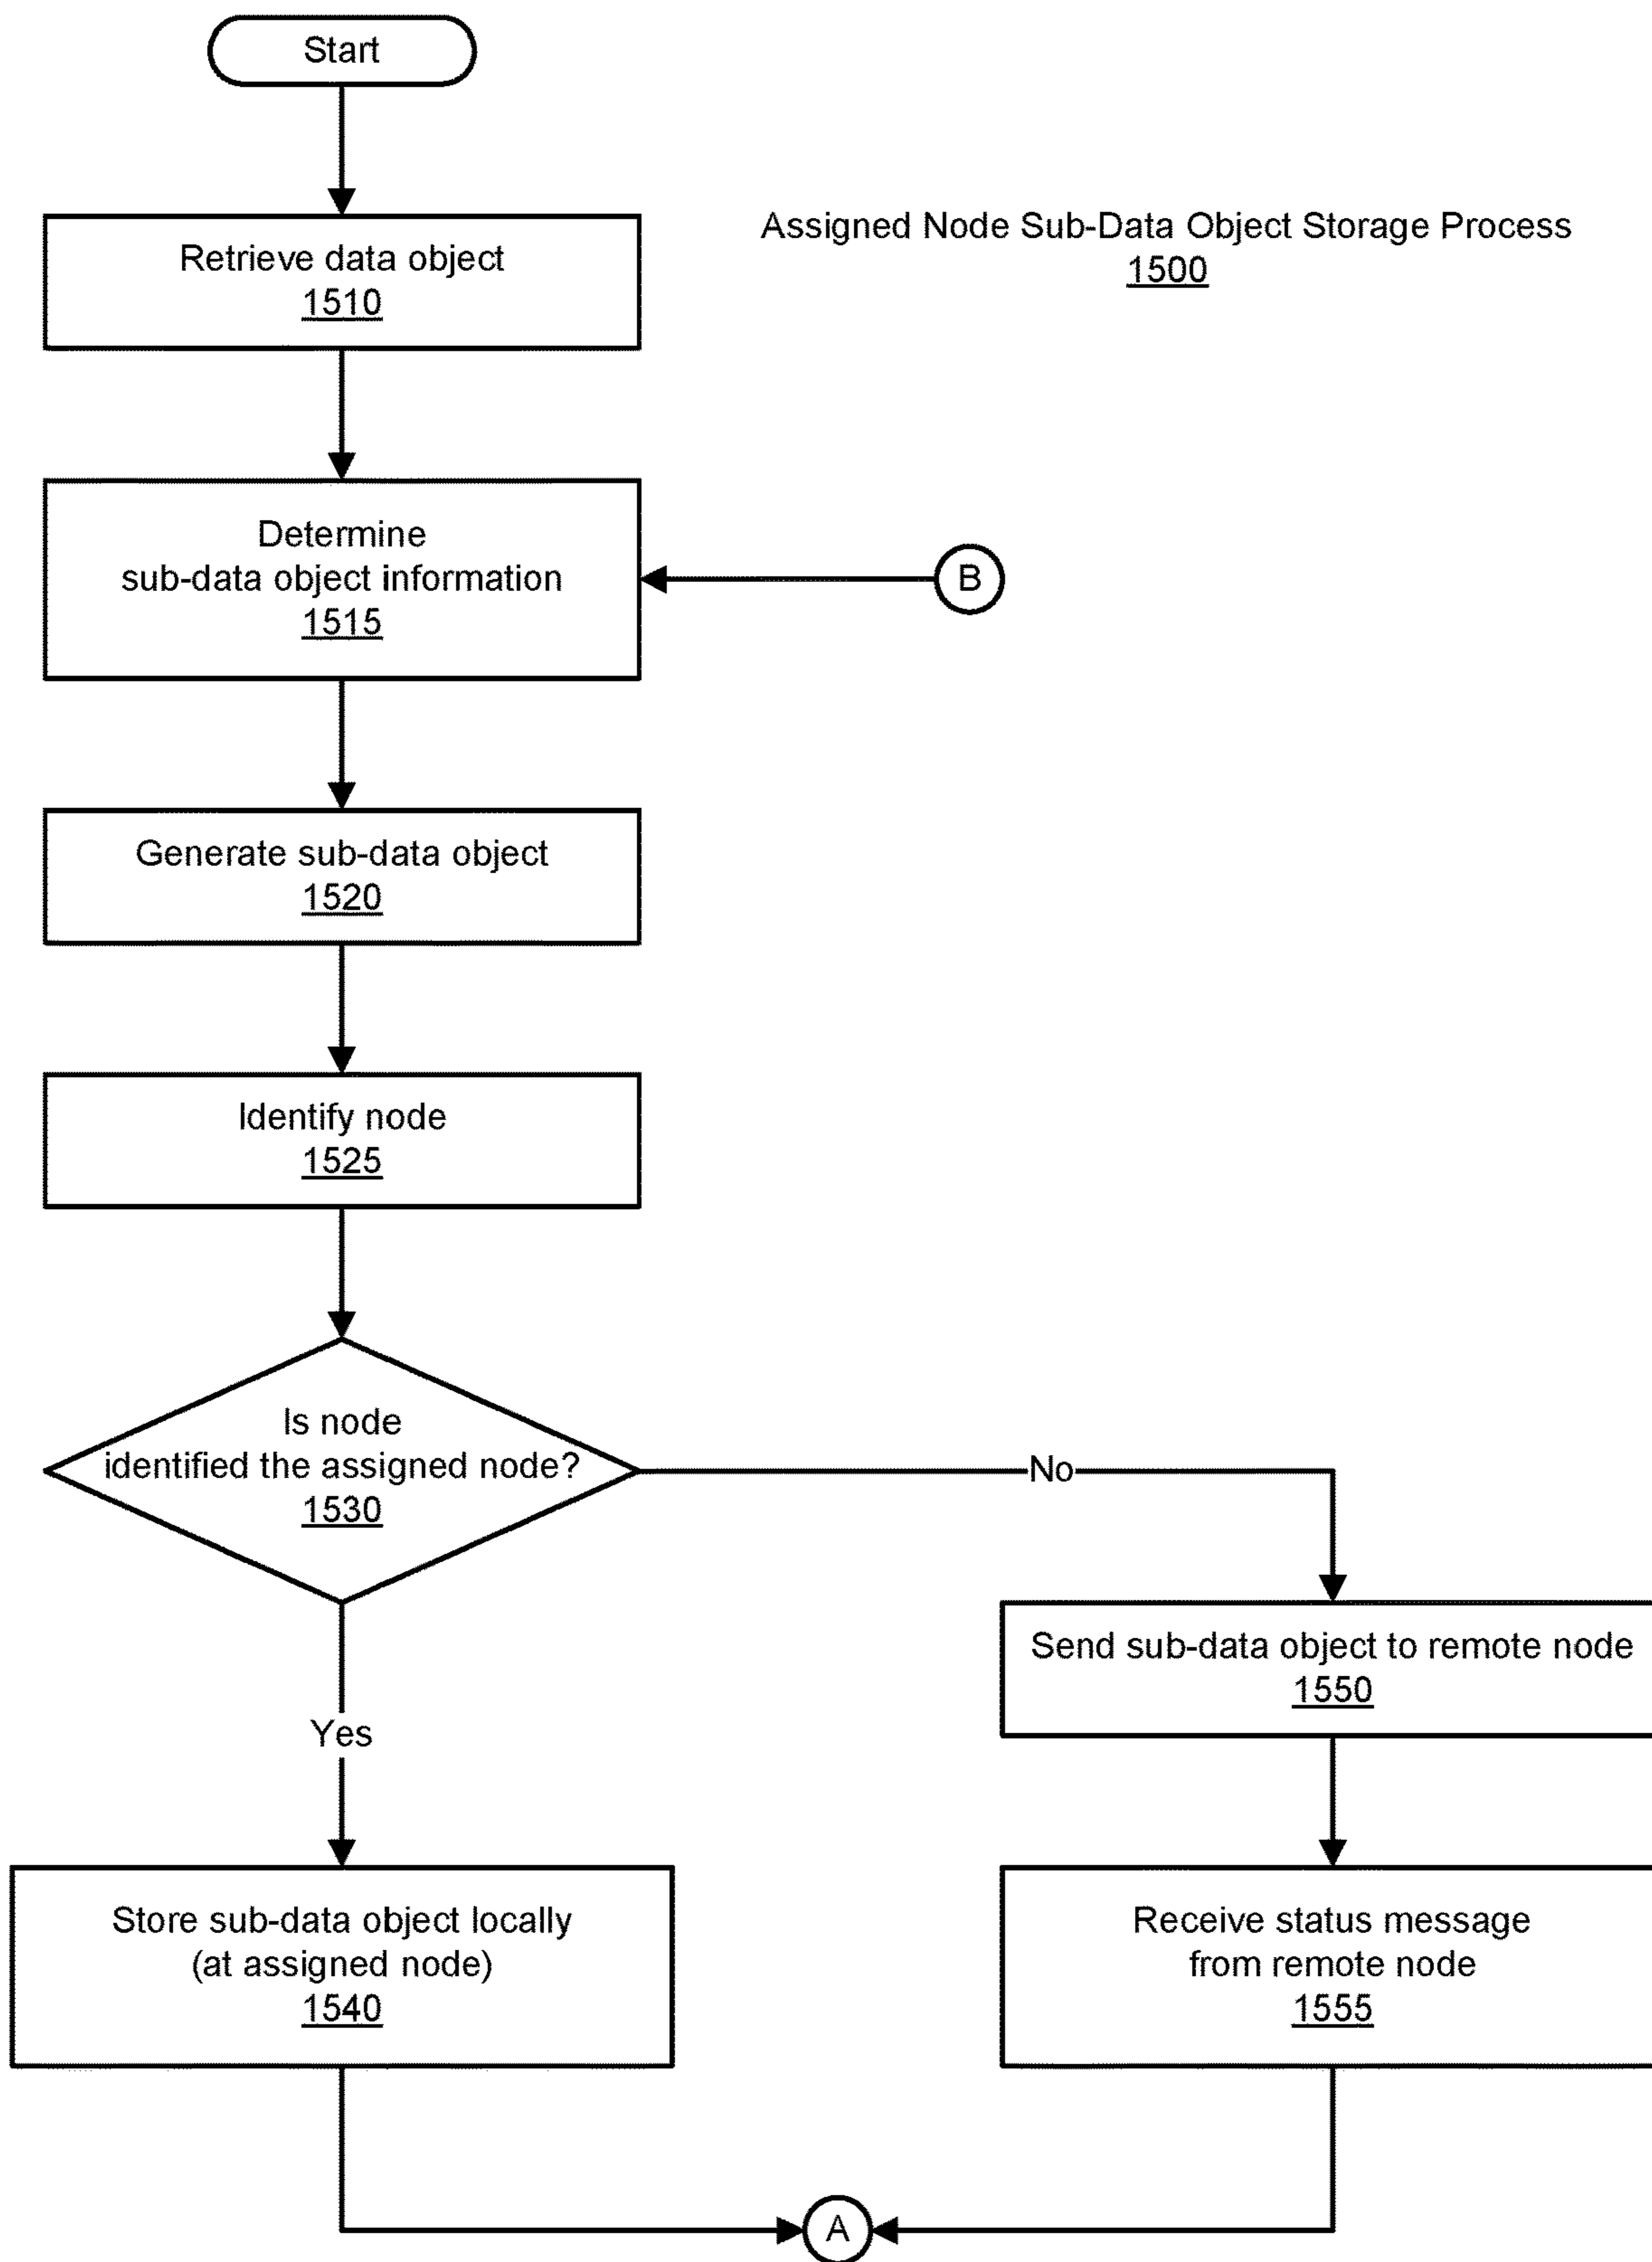 Start
Retrieve data object
1510
Assigned Node Sub-Data Object Storage Process
1500
Determine
sub-data object information
1515
B
Generate sub-data object
1520
Identify node
1525
Is node
identified the assigned node?
1530
No
Send sub-data object to remote node
1550
Yes
Store sub-data object locally
(at assigned node)
1540
Receive status message
from remote node
1555
A